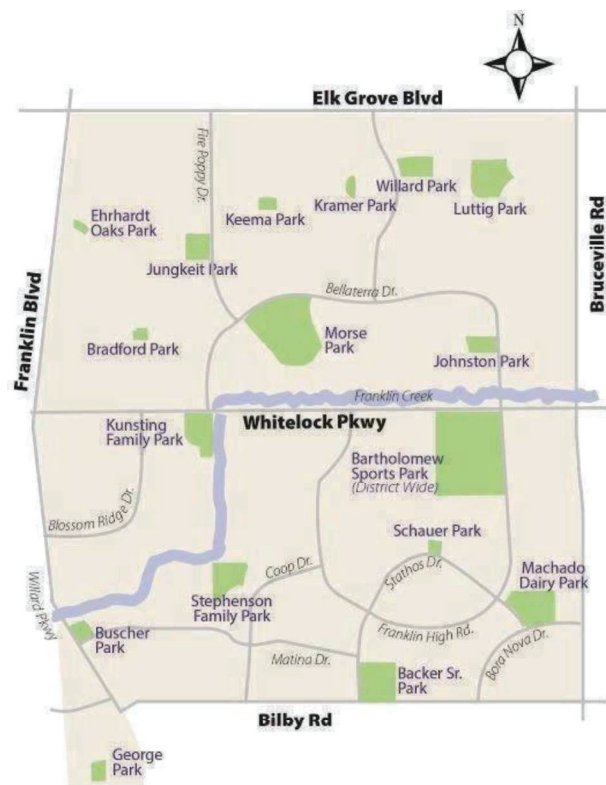 N
Elk Grove Blvd
Fire Poppy Dr.
Willard Park
Kramer Park
Luttig Park
Keema Park
Ehrhardt
Oaks Park
Jungkeit Park
Bruceville Rd
Franklin Blvd
Bellaterra Dr.
Morse
Park
Bradford Park
Johnston Park
Franklin Creek
Kunsting
Family Park
Whitelock Pkwy
Bartholomew
Sports Park
(District Wide)
Blossom Ridge Dr.
Schauer Park
Coop Dr.
Stathos Dr.
Machado
Dairy Park
Willard Pkwy
Stephenson
Family Park
Buscher
Park
Franklin High Rd.
Bora Nova Dr.
Matina Dr.
Backer Sr.
Park
Bilby Rd
George
Park